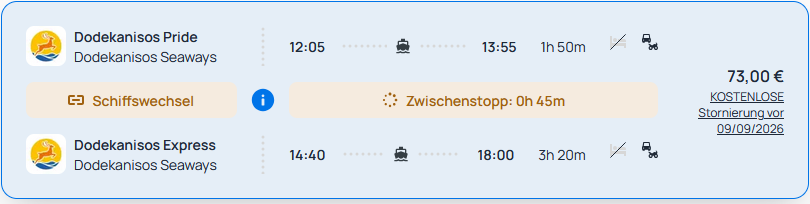 Dodekanisos Pride
Dodekanisos Seaways
12:05 13:55 1h 50m
Schiffswechsel
i
Zwischenstopp: 0h 45m
Dodekanisos Express
Dodekanisos Seaways
14:40 18:00 3h 20m
73,00 €
KOSTENLOSE
Stornierung vor
09/09/2026